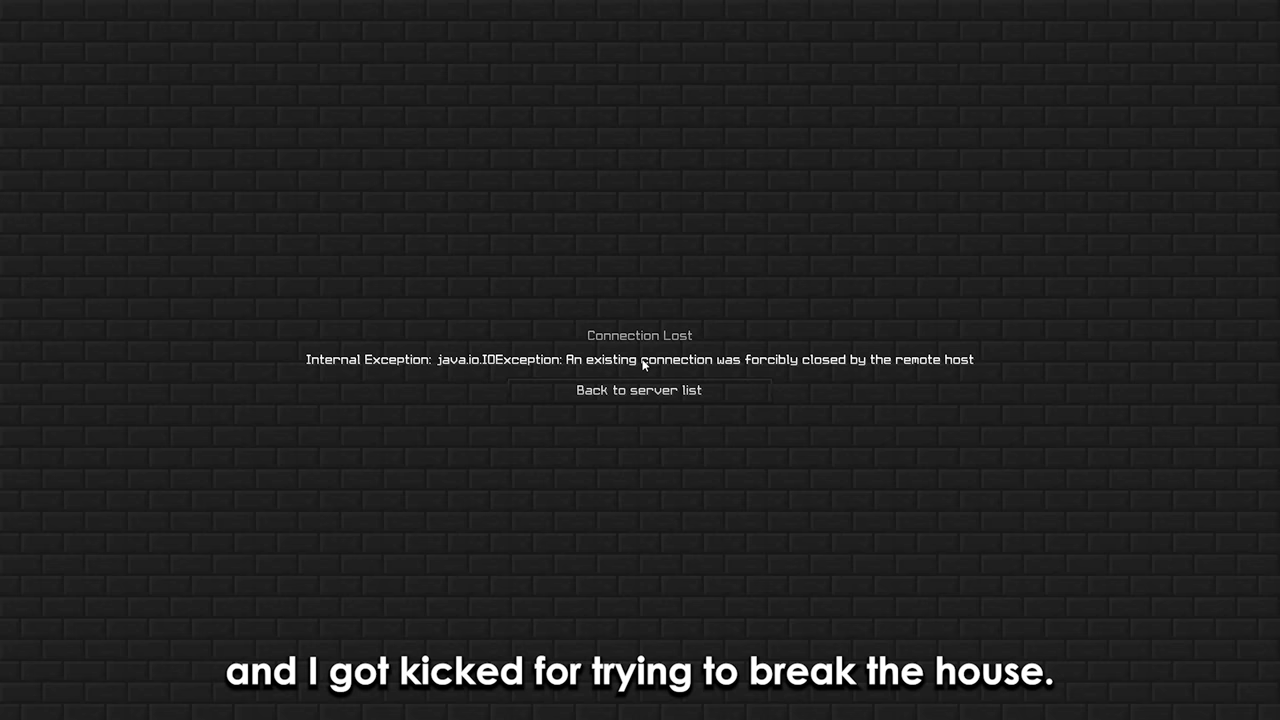 Connection Lost
Internal Exception: java.io.IOException: An existing connection was forcibly closed by the remote host
Back to server list
and I got kicked for trying to break the house.